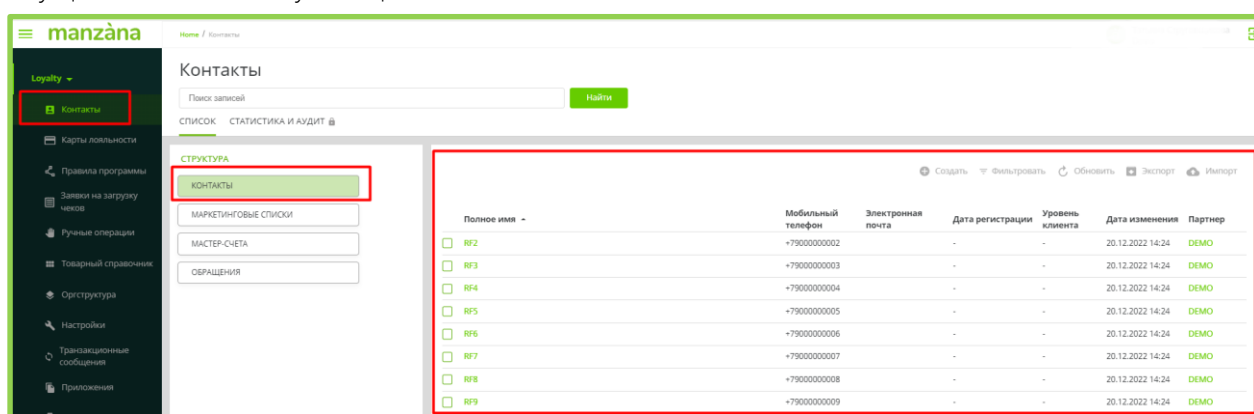 manzàna
Home / Контакты
Loyalty
Контакты
Карты лояльности
Правила программы
Заявки на загрузку
чеков
Ручные операции
Товарный справочник
Оргструктура
Настройки
Транзакционные
сообщения
Приложения
Контакты
Поиск записей
Найти
СПИСОК СТАТИСТИКА И АУДИТ
СТРУКТУРА
КОНТАКТЫ
МАРКЕТИНГОВЫЕ СПИСКИ
МАСТЕР-СЧЕТА
ОБРАЩЕНИЯ
Создать Фильтровать Обновить Экспорт Импорт
Полное имя Мобильный телефон Электронная почта Дата регистрации Уровень клиента Дата изменения Партнер
RF2 +79000000002 - - 20.12.2022 14:24 DEMO
RF3 +79000000003 - - 20.12.2022 14:24 DEMO
RF4 +79000000004 - - 20.12.2022 14:24 DEMO
RF5 +79000000005 - - 20.12.2022 14:24 DEMO
RF6 +79000000006 - - 20.12.2022 14:24 DEMO
RF7 +79000000007 - - 20.12.2022 14:24 DEMO
RF8 +79000000008 - - 20.12.2022 14:24 DEMO
RF9 +79000000009 - - 20.12.2022 14:24 DEMO